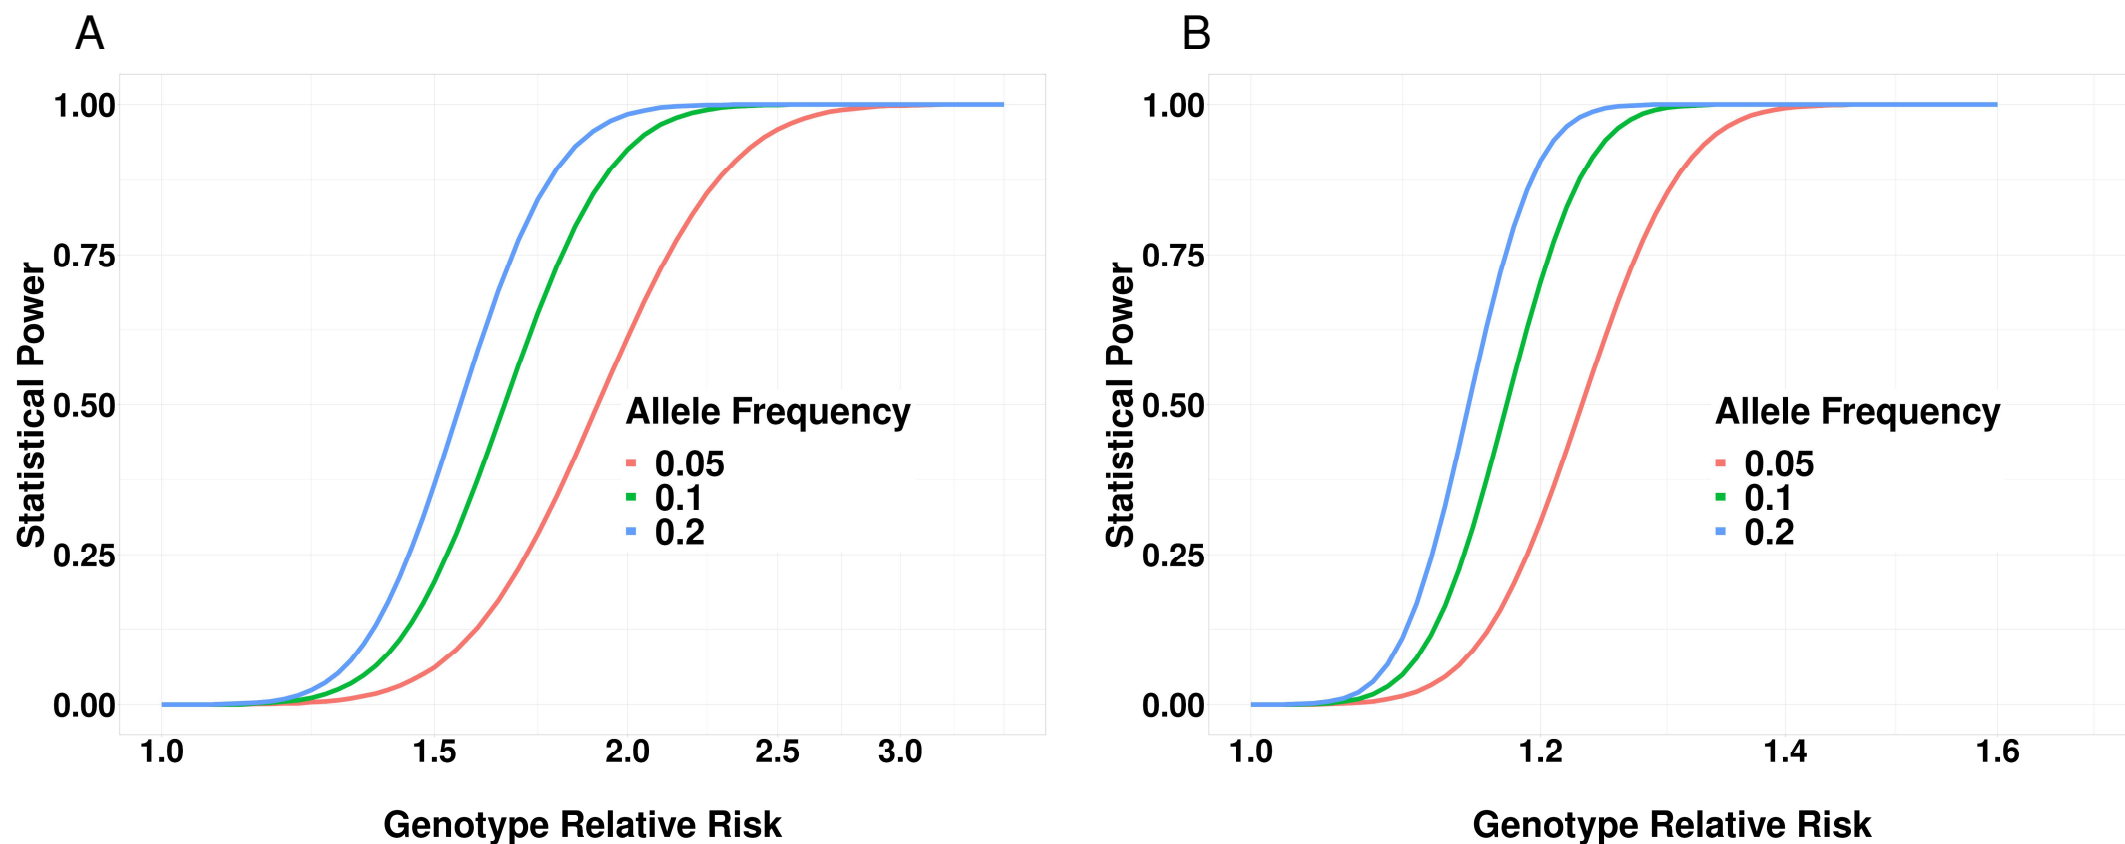 A
Statistical Power
1.00
0.75
0.50
0.25
0.00
1.0 1.5 2.0 2.5 3.0
Genotype Relative Risk
Allele Frequency
0.05
0.1
0.2
B
Statistical Power
1.00
0.75
0.50
0.25
0.00
1.0 1.2 1.4 1.6
Genotype Relative Risk
Allele Frequency
0.05
0.1
0.2